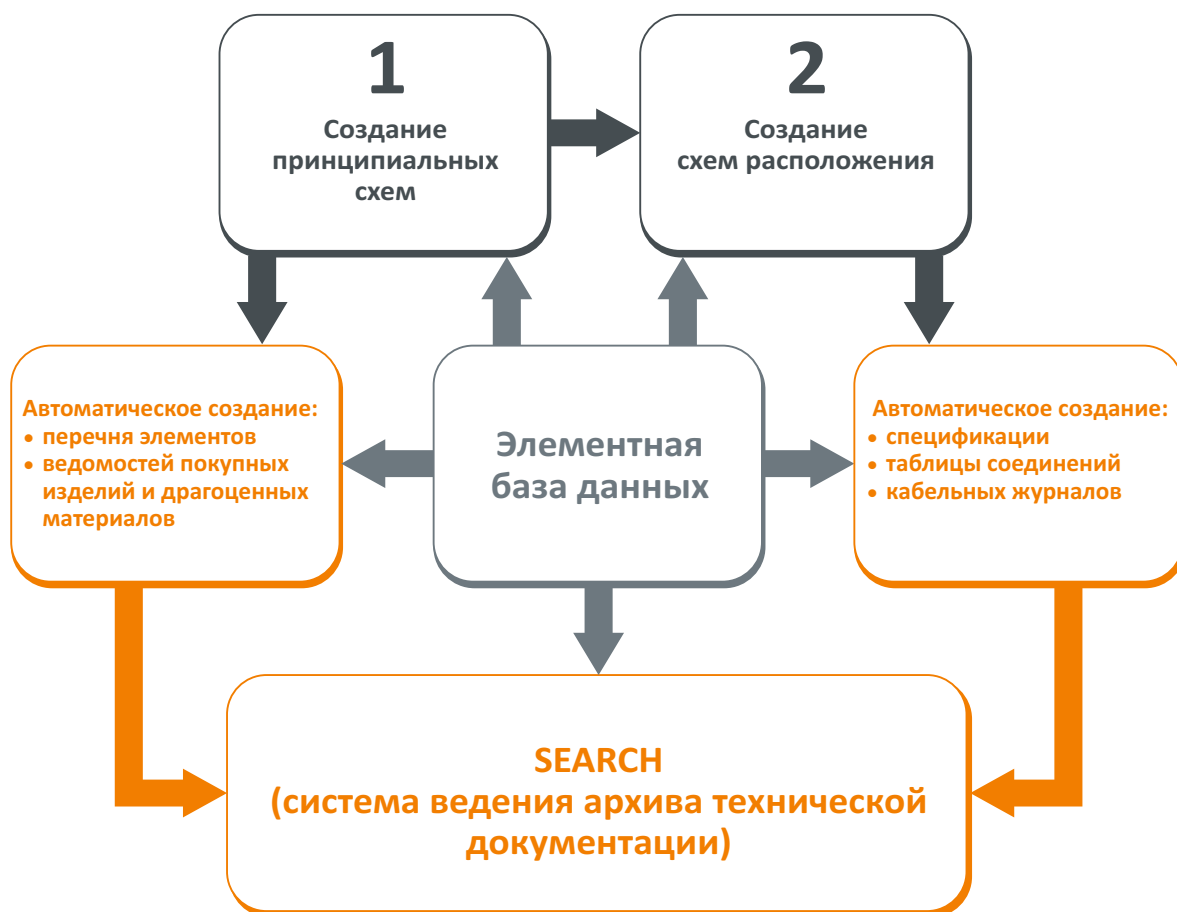 1
Создание
принципиальных
схем
2
Создание
схем расположения
Автоматическое создание:
• перечня элементов
• ведомостей покупных
изделий и драгоценных
материалов
Элементная
база данных
Автоматическое создание:
• спецификации
• таблицы соединений
• кабельных журналов
SEARCH
(система ведения архива технической
документации)